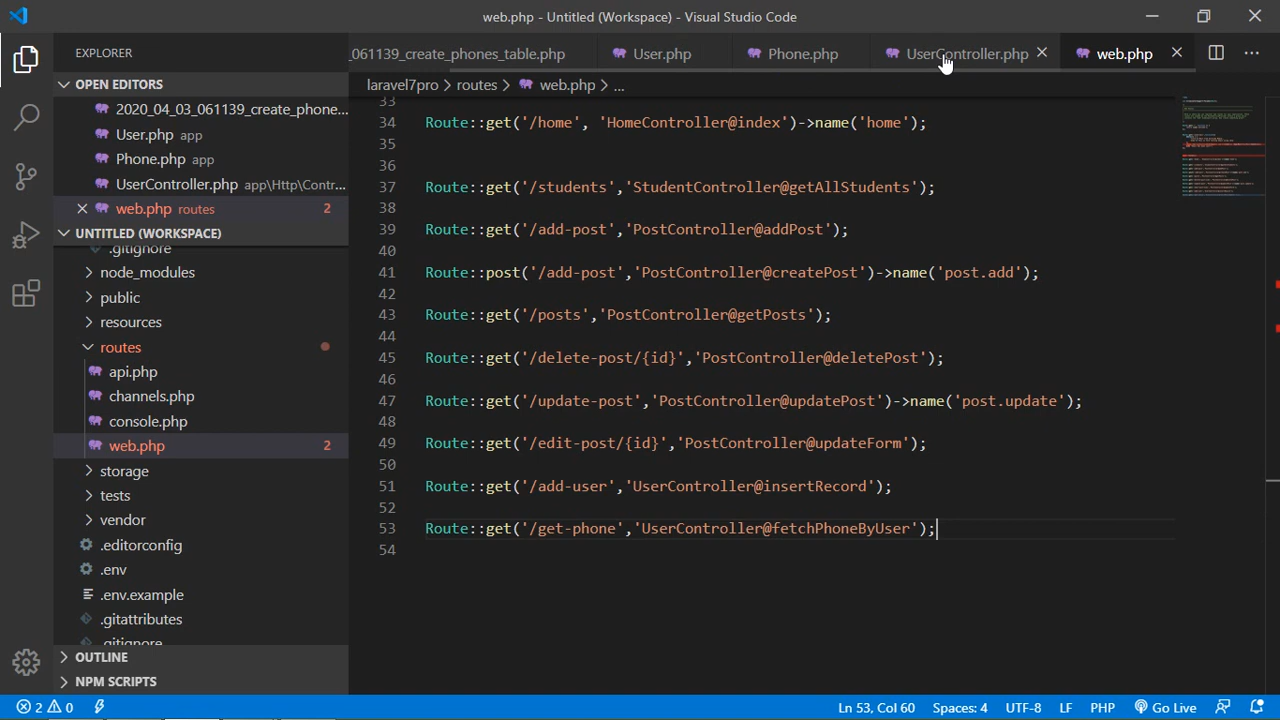 web.php - Untitled (Workspace) - Visual Studio Code
EXPLORER
_061139_create_phones_table.php
User.php
Phone.php
UserController.php
web.php
OPEN EDITORS
laravel7pro > routes > web.php > ...
2020_04_03_061139_create_phone...
User.php app
Phone.php app
UserController.php app\Http\Contr...
web.php routes 2
UNTITLED (WORKSPACE)
.gitignore
node_modules
public
resources
routes
api.php
channels.php
console.php
web.php 2
storage
tests
vendor
.editorconfig
.env
.env.example
.gitattributes
.gitignore
OUTLINE
NPM SCRIPTS
33
34 Route::get('/home', 'HomeController@index')->name('home');
35
36
37 Route::get('/students','StudentController@getAllStudents');
38
39 Route::get('/add-post','PostController@addPost');
40
41 Route::post('/add-post','PostController@createPost')->name('post.add');
42
43 Route::get('/posts','PostController@getPosts');
44
45 Route::get('/delete-post/{id}','PostController@deletePost');
46
47 Route::get('/update-post','PostController@updatePost')->name('post.update');
48
49 Route::get('/edit-post/{id}','PostController@updateForm');
50
51 Route::get('/add-user','UserController@insertRecord');
52
53 Route::get('/get-phone','UserController@fetchPhoneByUser');
54
2 0
Ln 53, Col 60
Spaces: 4
UTF-8
LF
PHP
Go Live